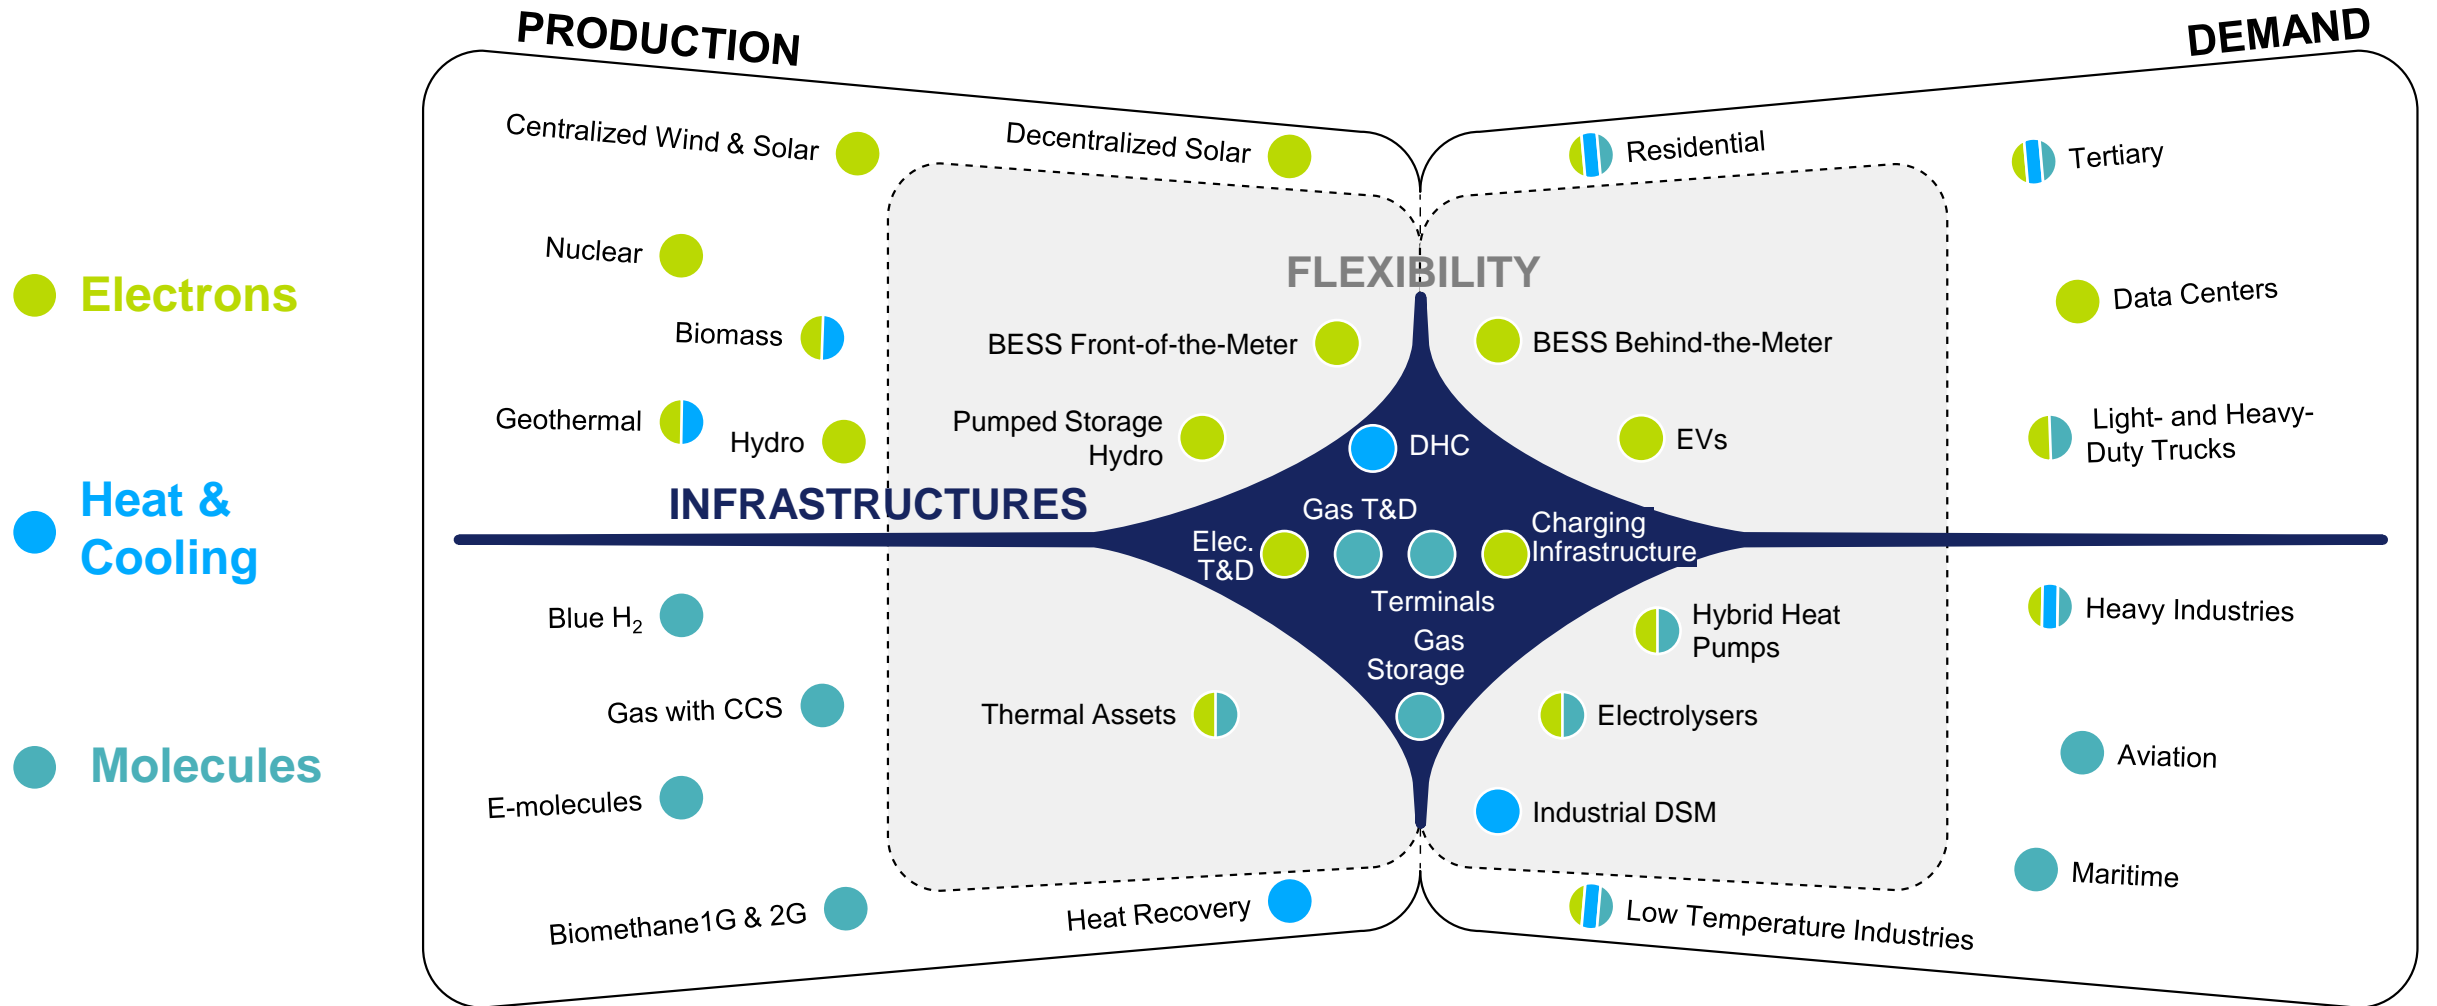 PRODUCTION
DEMAND
Electrons
Heat &
Cooling
Molecules
Centralized Wind & Solar
Decentralized Solar
Nuclear
Biomass
Geothermal
Hydro
INFRASTRUCTURES
Blue H₂
Gas with CCS
E-molecules
Biomethane1G & 2G
Heat Recovery
FLEXIBILITY
BESS Front-of-the-Meter
Pumped Storage
Hydro
Thermal Assets
DHC
Gas T&D
Elec.
T&D
Charging
Infrastructure
Terminals
Gas
Storage
BESS Behind-the-Meter
EVs
Hybrid Heat
Pumps
Electrolysers
Industrial DSM
Residential
Tertiary
Data Centers
Light- and Heavy-
Duty Trucks
Heavy Industries
Aviation
Maritime
Low Temperature Industries